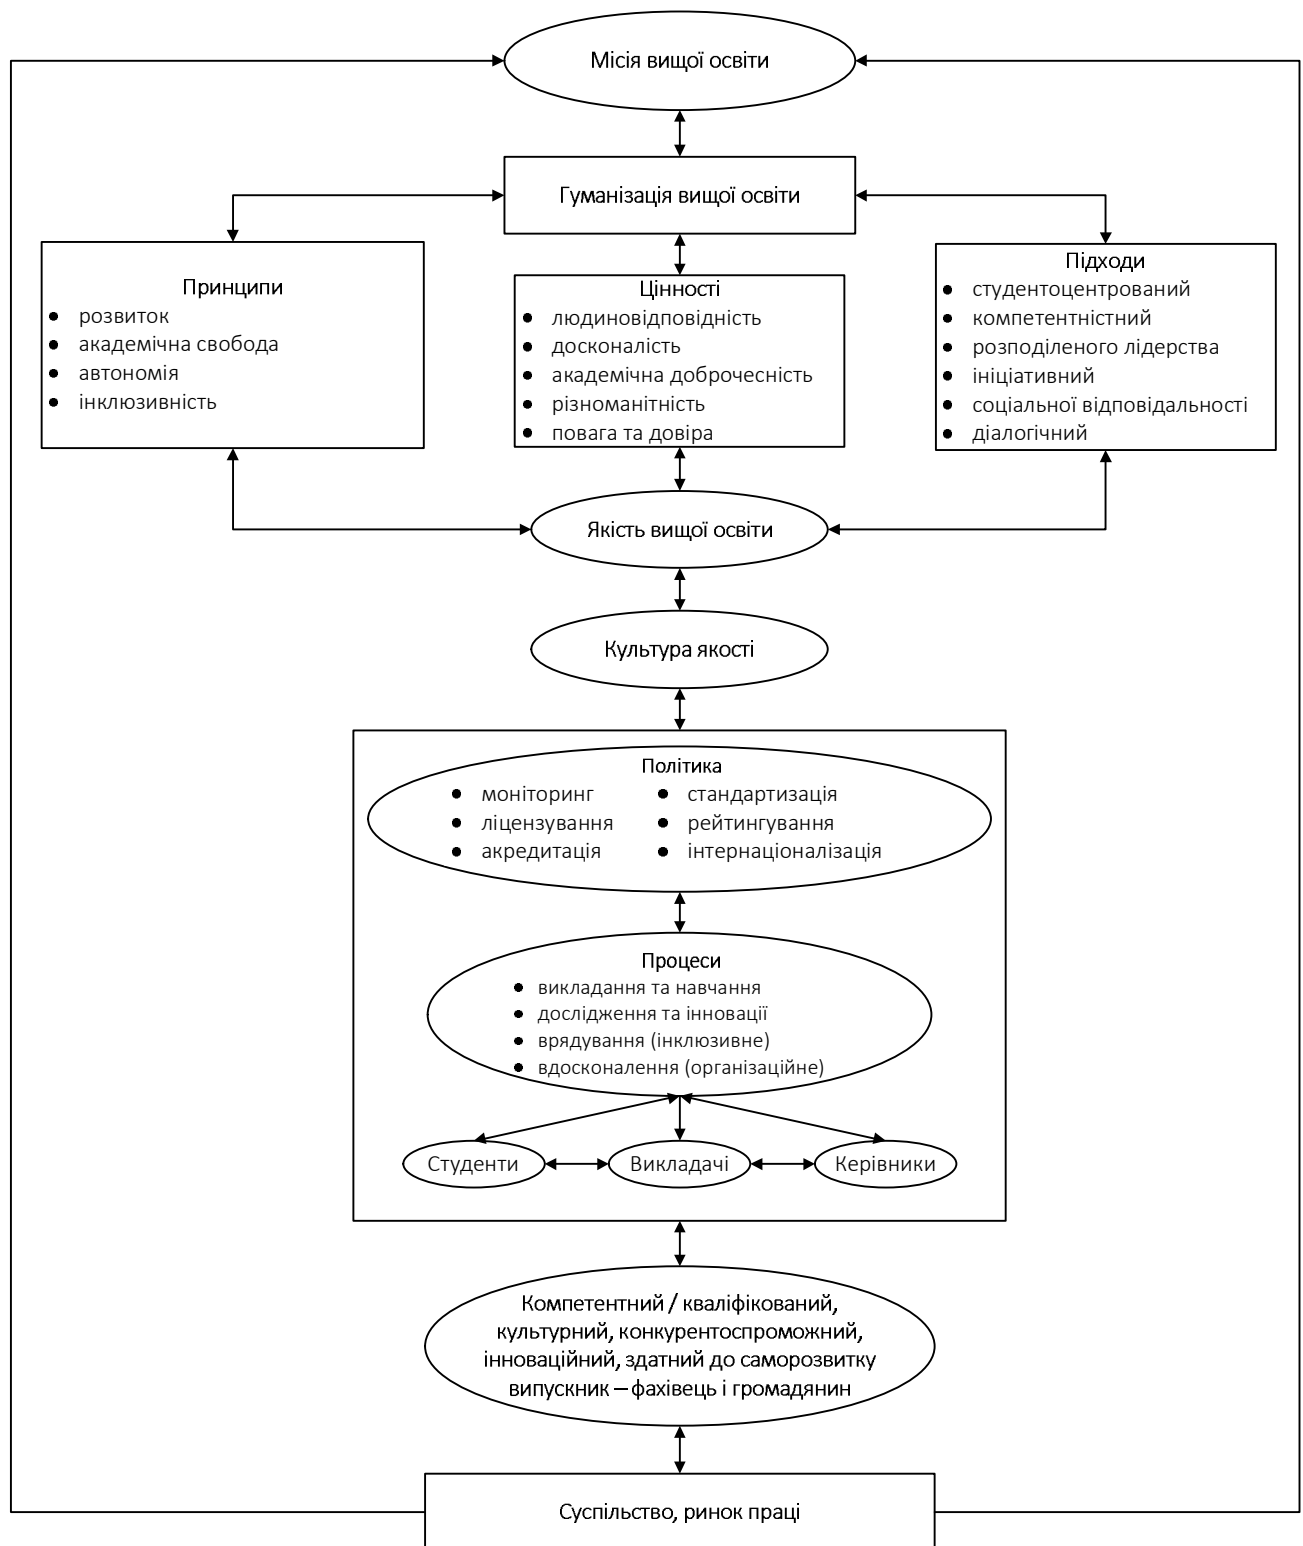 Місія вищої освіти
Гуманізація вищої освіти
Принципи
• розвиток
• академічна свобода
• автономія
• інклюзивність
Цінності
• людиновідповідність
• досконалість
• академічна доброчесність
• різноманітність
• повага та довіра
Підходи
• студентоцентрований
• компетентністний
• розподіленого лідерства
• ініціативний
• соціальної відповідальності
• діалогічний
Якість вищої освіти
Культура якості
Політика
• моніторинг
• ліцензування
• акредитація
• стандартизація
• рейтингування
• інтернаціоналізація
Процеси
• викладання та навчання
• дослідження та інновації
• врядування (інклюзивне)
• вдосконалення (організаційне)
Студенти
Викладачі
Керівники
Компетентний / кваліфікований,
культурний, конкурентоспроможний,
інноваційний, здатний до саморозвитку
випускник – фахівець і громадянин
Суспільство, ринок праці